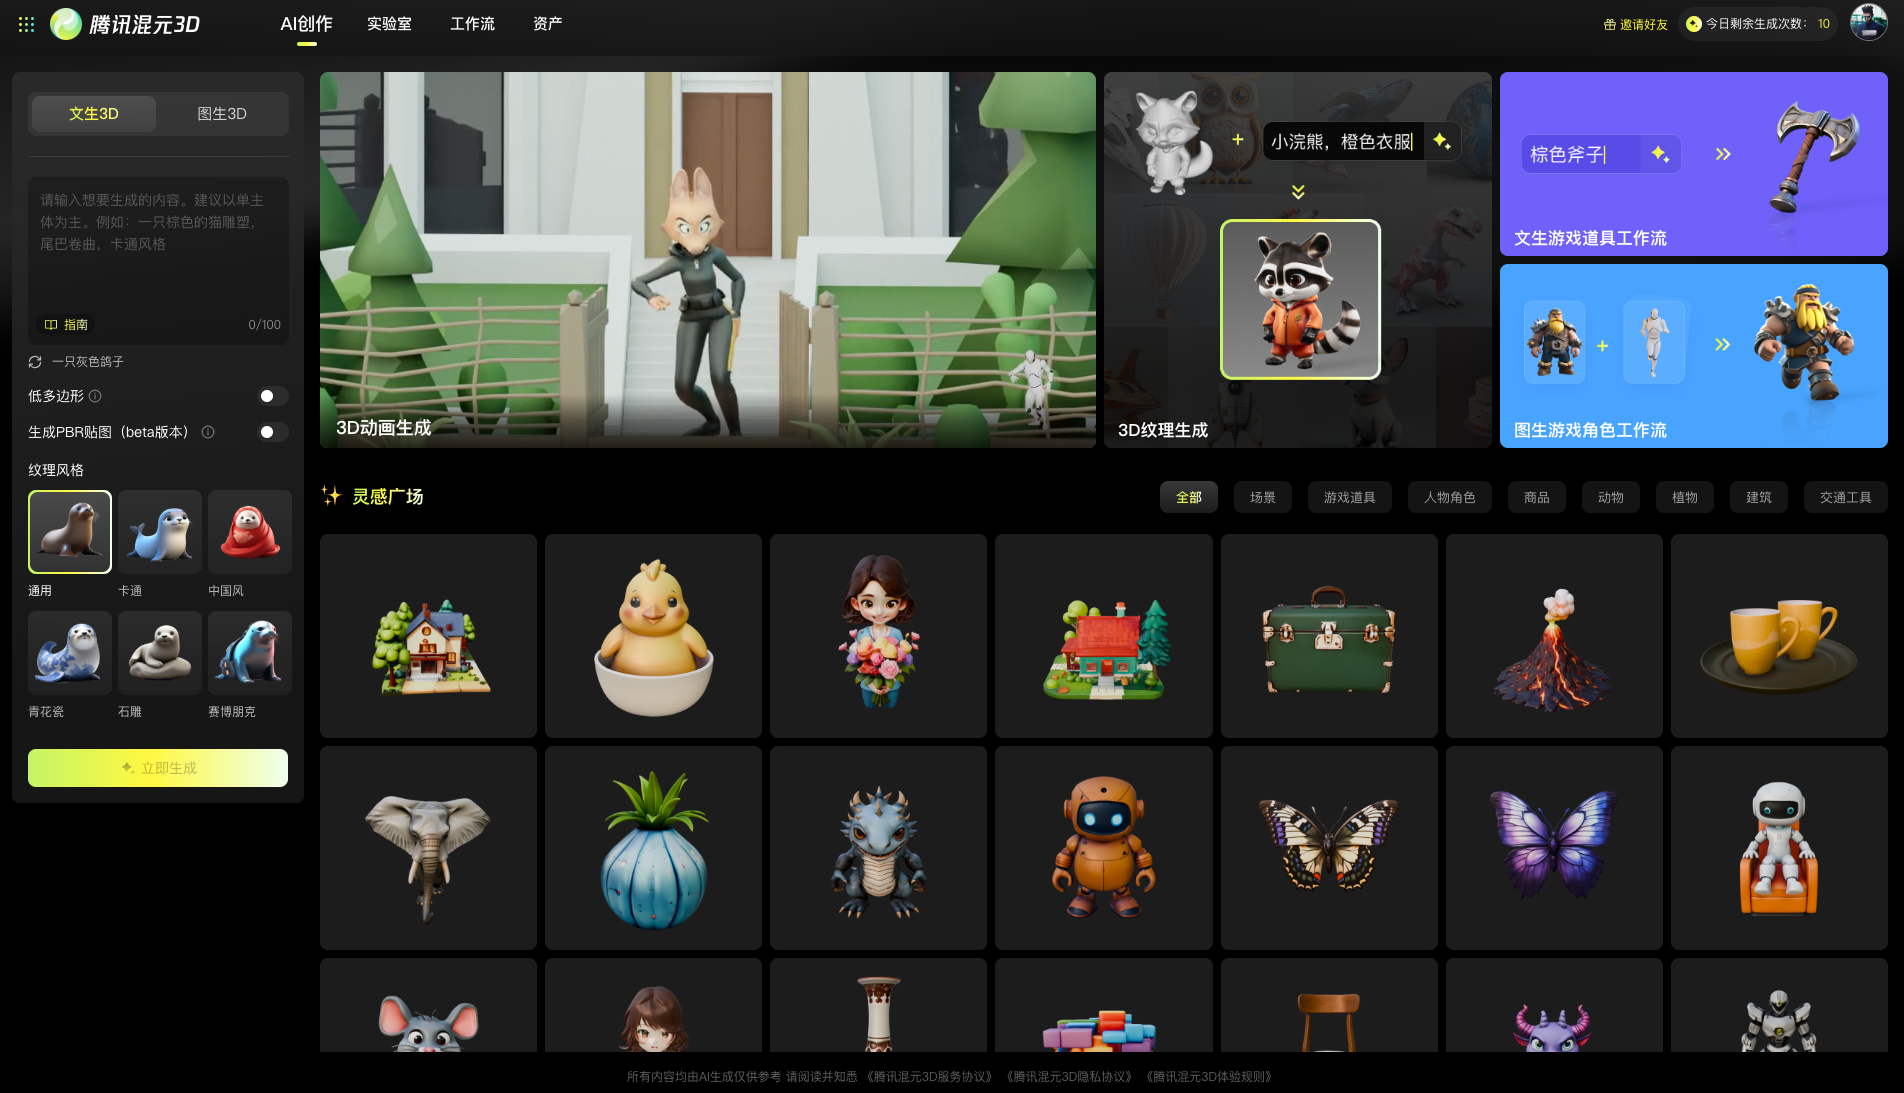 腾讯混元3D
AI创作
实验室
工作流
资产
邀请好友
今日剩余生成次数： 10
文生3D
图生3D
请输入想要生成的内容。建议以单主
体为主。例如：一只棕色的猫雕塑，
尾巴卷曲，卡通风格
指南
0/100
一只灰色鸽子
低多边形
生成PBR贴图（beta版本）
纹理风格
通用
卡通
中国风
青花瓷
石雕
赛博朋克
立即生成
3D动画生成
小浣熊，橙色衣服
3D纹理生成
棕色斧子
文生游戏道具工作流
图生游戏角色工作流
灵感广场
全部
场景
游戏道具
人物角色
商品
动物
植物
建筑
交通工具
所有内容均由AI生成仅供参考 请阅读并知悉 《腾讯混元3D服务协议》 《腾讯混元3D隐私协议》 《腾讯混元3D体验规则》